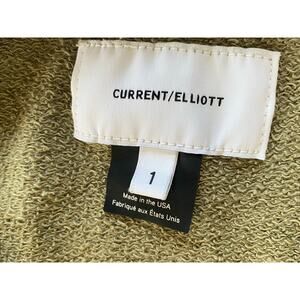 CURRENT/ELLIOTT
1
Made in the USA
Fabriqué aux États Unis